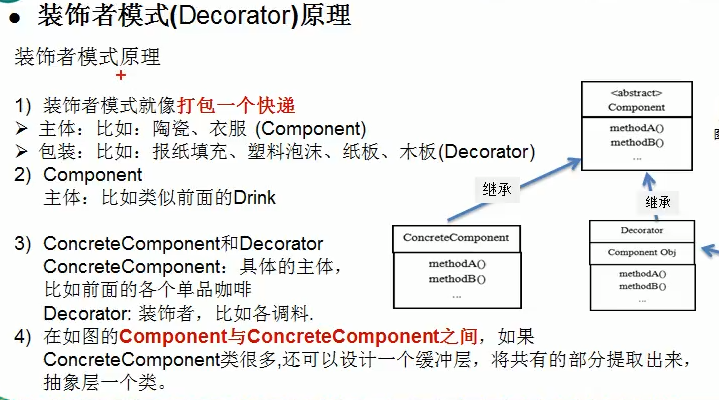 ● 装饰者模式(Decorator)原理
装饰者模式原理
1) 装饰者模式就像打包一个快递
➢ 主体：比如：陶瓷、衣服 (Component)
➢ 包装：比如：报纸填充、塑料泡沫、纸板、木板(Decorator)
2) Component
主体：比如类似前面的Drink
3) ConcreteComponent和Decorator
ConcreteComponent：具体的主体，
比如前面的各个单品咖啡
Decorator: 装饰者，比如各调料.
4) 在如图的Component与ConcreteComponent之间，如果
ConcreteComponent类很多,还可以设计一个缓冲层，将共有的部分提取出来，
抽象层一个类。
<abstract>
Component
methodA()
methodB()
...
继承
继承
ConcreteComponent
methodA()
methodB()
...
Decorator
Component Obj
methodA()
methodB()
...